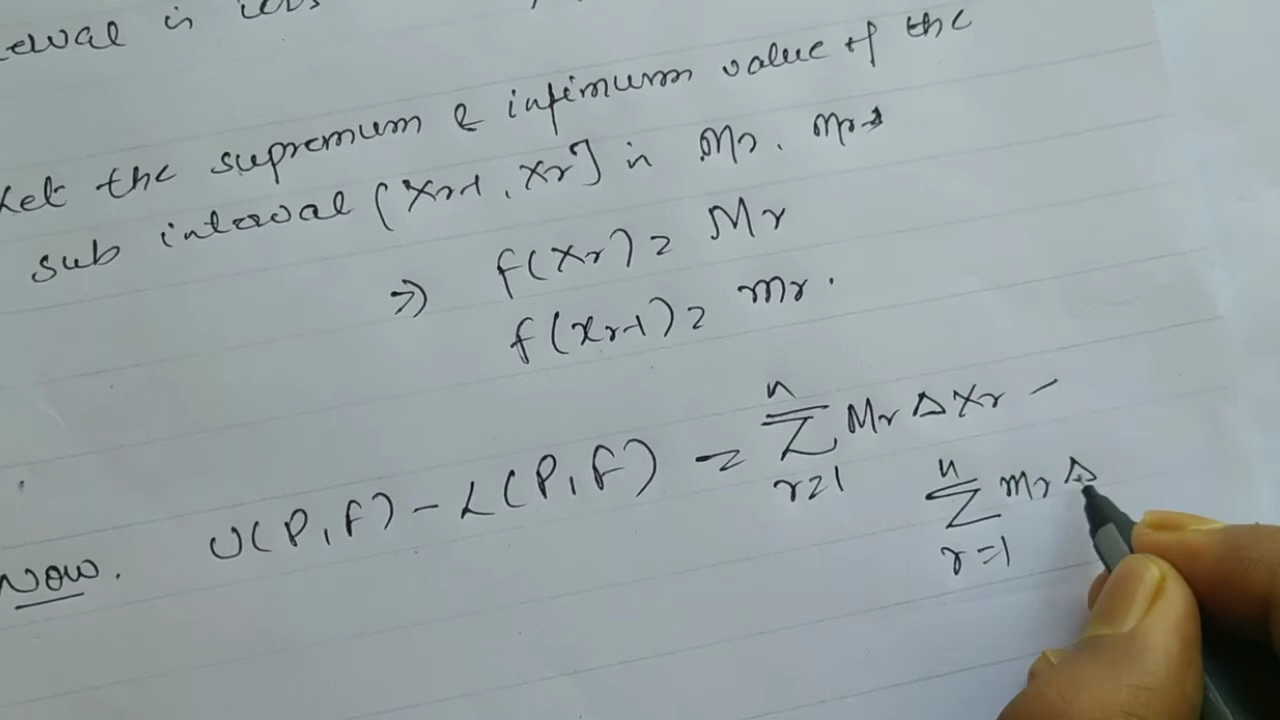 is
Let the supremum & infimum value of the
sub interval [xr-1, xr] is Mr, mr
⇒ f(xr) = Mr
f(xr-1) = mr.
Now, U(P, f) - L(P, f) = n∑r=1 Mr Δxr -
n∑r=1 mr Δ